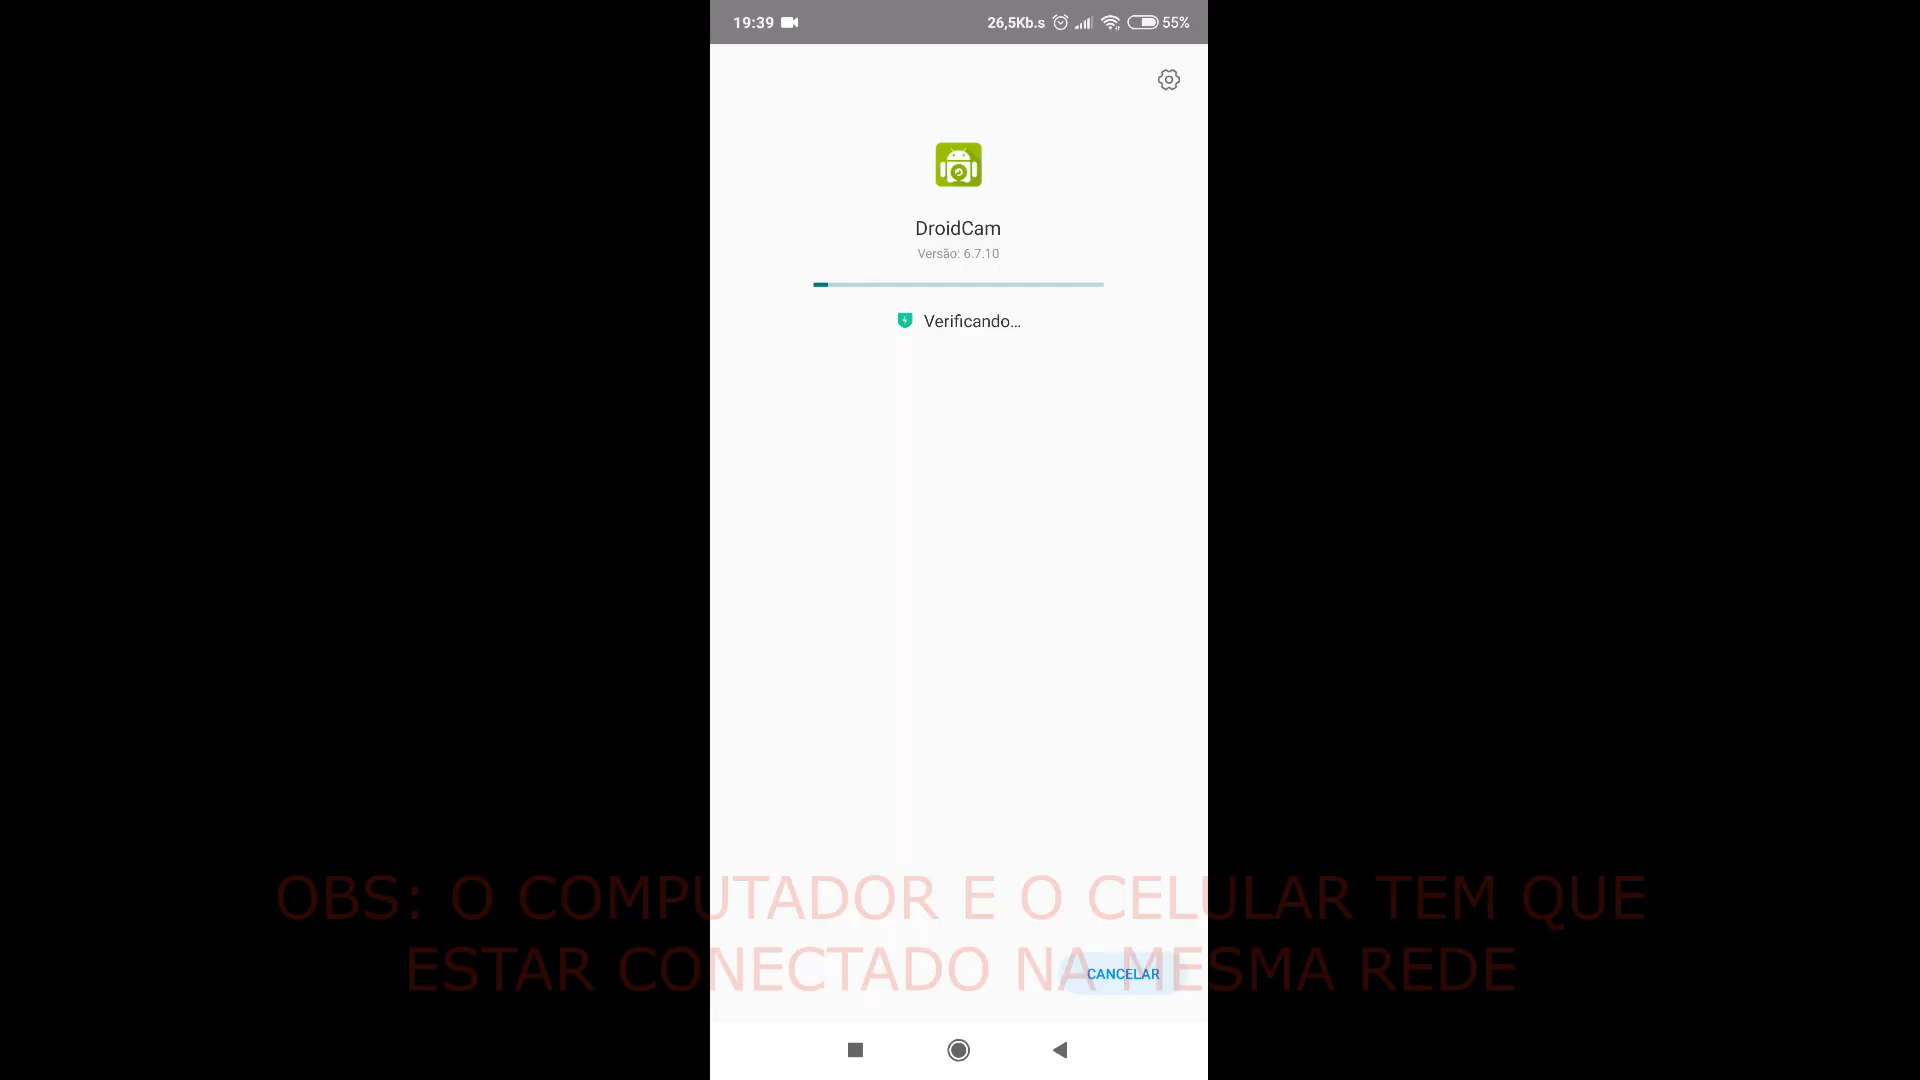 19:39 26,5Kb.s 55%
DroidCam
Versão: 6.7.10
Verificando...
OBS: O COMPUTADOR E O CELULAR TEM QUE
ESTAR CONECTADO NA MESMA REDE
CANCELAR